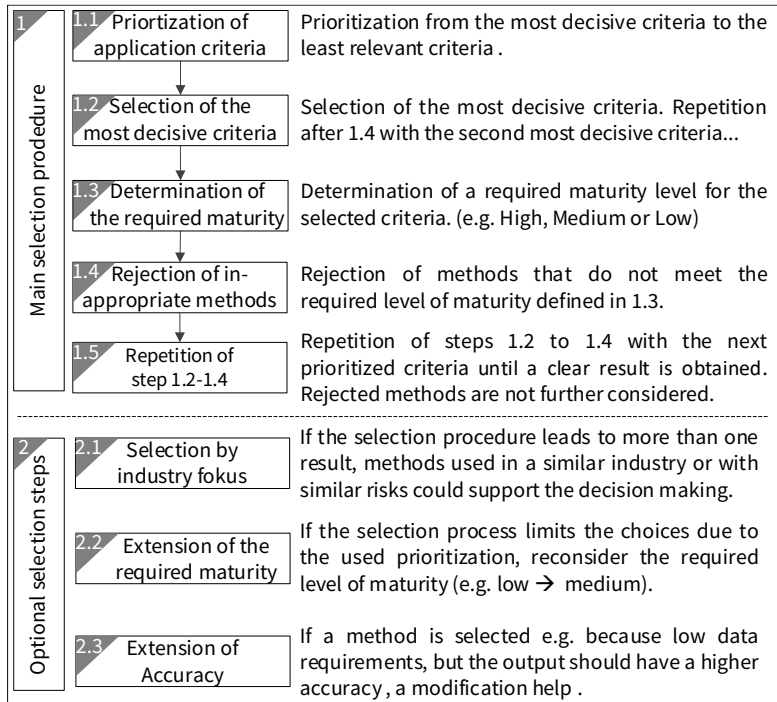 1
Main selection prodedure
1.1
Priortization of
application criteria
Prioritization from the most decisive criteria to the
least relevant criteria .
1.2
Selection of the
most decisive criteria
Selection of the most decisive criteria. Repetition
after 1.4 with the second most decisive criteria...
1.3
Determination of
the required maturity
Determination of a required maturity level for the
selected criteria. (e.g. High, Medium or Low)
1.4
Rejection of in-
appropriate methods
Rejection of methods that do not meet the
required level of maturity defined in 1.3.
1.5
Repetition of
step 1.2-1.4
Repetition of steps 1.2 to 1.4 with the next
prioritized criteria until a clear result is obtained.
Rejected methods are not further considered.
2
Optional selection steps
2.1
Selection by
industry fokus
If the selection procedure leads to more than one
result, methods used in a similar industry or with
similar risks could support the decision making.
2.2
Extension of the
required maturity
If the selection process limits the choices due to
the used prioritization, reconsider the required
level of maturity (e.g. low → medium).
2.3
Extension of
Accuracy
If a method is selected e.g. because low data
requirements, but the output should have a higher
accuracy , a modification help .